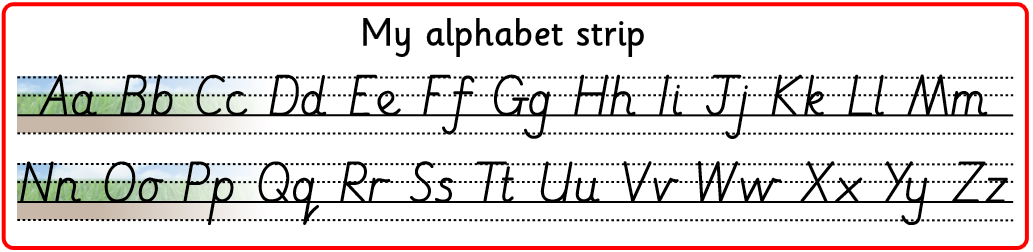 My alphabet strip
Aa Bb Cc Dd Ee Ff Gg Hh Ii Jj Kk Ll Mm
Nn Oo Pp Qq Rr Ss Tt Uu Vv Ww Xx Yy Zz